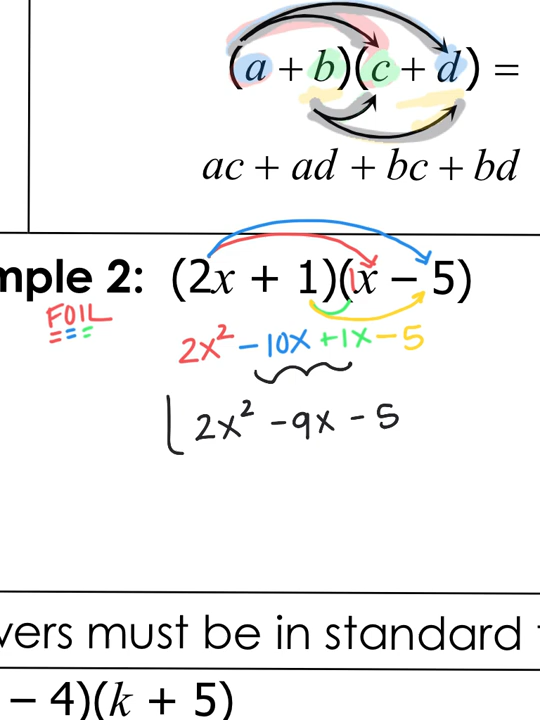 (a + b)(c + d) =
ac + ad + bc + bd
mple 2: (2x + 1)(x − 5)
FOIL
2x² − 10x + 1x − 5
2x² − 9x − 5
vers must be in standard
− 4)(k + 5)